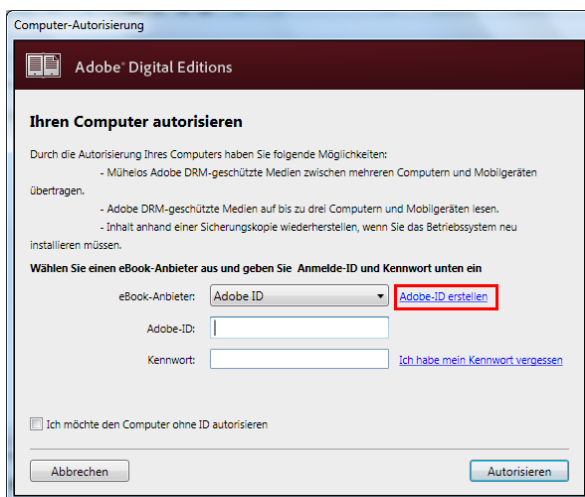 Computer-Autorisierung
Adobe® Digital Editions
Ihren Computer autorisieren
Durch die Autorisierung Ihres Computers haben Sie folgende Möglichkeiten:
- Mühelos Adobe DRM-geschützte Medien zwischen mehreren Computern und Mobilgeräten
übertragen.
- Adobe DRM-geschützte Medien auf bis zu drei Computern und Mobilgeräten lesen.
- Inhalt anhand einer Sicherungskopie wiederherstellen, wenn Sie das Betriebssystem neu
installieren müssen.
Wählen Sie einen eBook-Anbieter aus und geben Sie Anmelde-ID und Kennwort unten ein
eBook-Anbieter: Adobe ID Adobe-ID erstellen
Adobe-ID:
Kennwort: Ich habe mein Kennwort vergessen
Ich möchte den Computer ohne ID autorisieren
Abbrechen Autorisieren